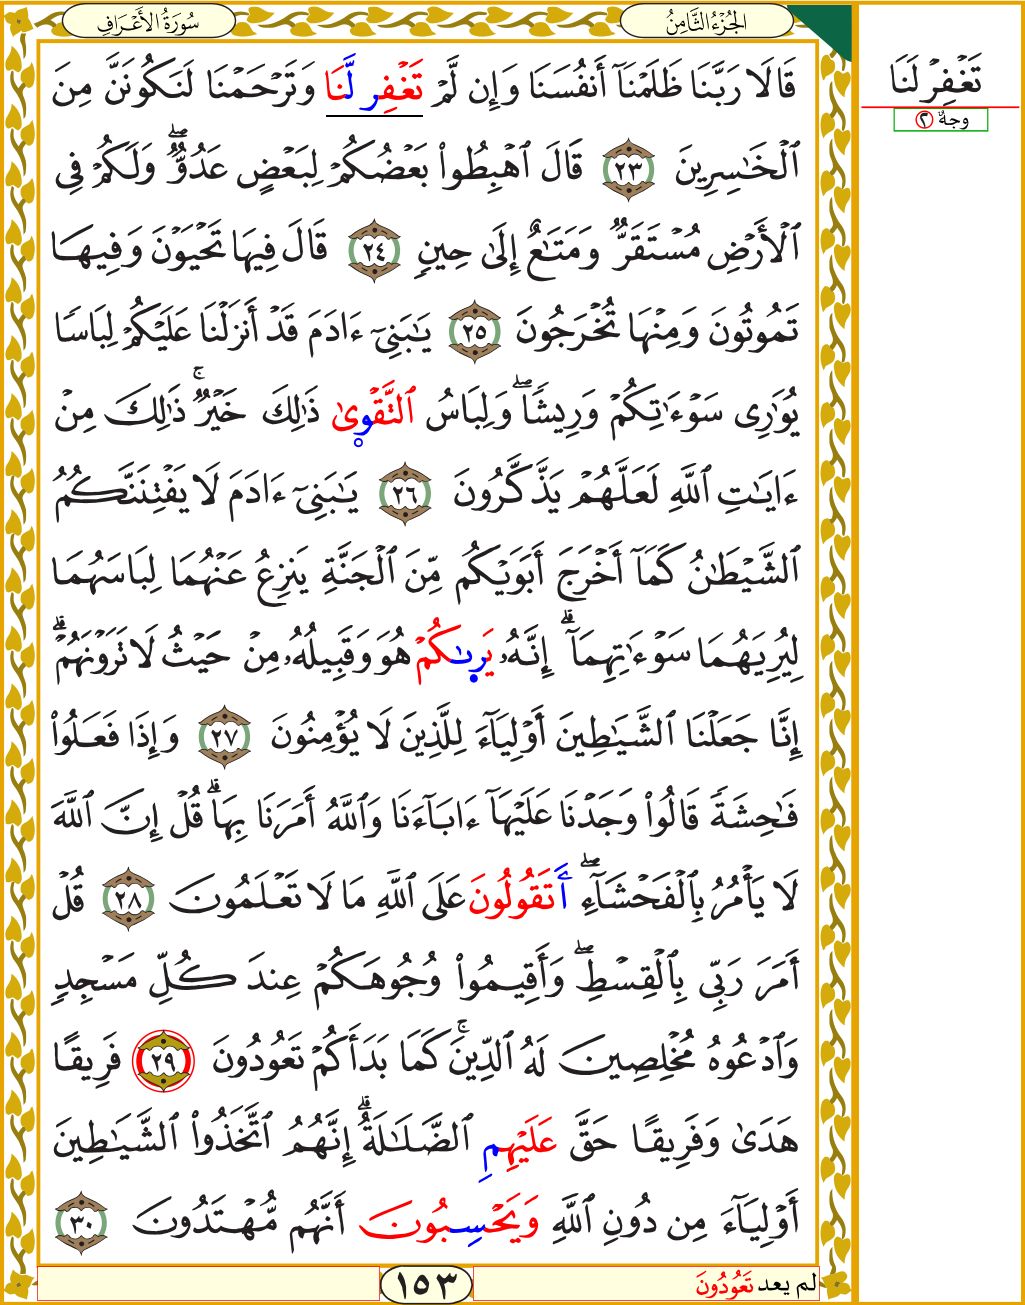 سُورَةُ الأَعْرَافِ
الجُزْءُ الثَّامِنُ
قَالَا رَبَّنَا ظَلَمْنَآ أَنفُسَنَا وَإِن لَّمْ تَغْفِر لَّنَا وَتَرْحَمْنَا لَنَكُونَنَّ مِنَ
ٱلْخَٰسِرِينَ ٢٣ قَالَ ٱهْبِطُوا۟ بَعْضُكُمْ لِبَعْضٍ عَدُوٌّۖ وَلَكُمْ فِى
ٱلْأَرْضِ مُسْتَقَرٌّ وَمَتَٰعٌ إِلَىٰ حِينٍ ٢٤ قَالَ فِيهَا تَحْيَوْنَ وَفِيهَا
تَمُوتُونَ وَمِنْهَا تُخْرَجُونَ ٢٥ يَٰبَنِىٓ ءَادَمَ قَدْ أَنزَلْنَا عَلَيْكُمْ لِبَاسًا
يُوَٰرِى سَوْءَٰتِكُمْ وَرِيشًاۖ وَلِبَاسُ ٱلتَّقْوىٰ ذَٰلِكَ خَيْرٌۚ ذَٰلِكَ مِنْ
ءَايَٰتِ ٱللَّهِ لَعَلَّهُمْ يَذَّكَّرُونَ ٢٦ يَٰبَنِىٓ ءَادَمَ لَا يَفْتِنَنَّكُمُ
ٱلشَّيْطَٰنُ كَمَآ أَخْرَجَ أَبَوَيْكُم مِّنَ ٱلْجَنَّةِ يَنزِعُ عَنْهُمَا لِبَاسَهُمَا
لِيُرِيَهُمَا سَوْءَٰتِهِمَآۗ إِنَّهُۥ يَرىٰكُمْ هُوَ وَقَبِيلُهُۥ مِنْ حَيْثُ لَا تَرَوْنَهُمْۗ
إِنَّا جَعَلْنَا ٱلشَّيَٰطِينَ أَوْلِيَآءَ لِلَّذِينَ لَا يُؤْمِنُونَ ٢٧ وَإِذَا فَعَلُوا۟
فَٰحِشَةً قَالُوا۟ وَجَدْنَا عَلَيْهَآ ءَابَآءَنَا وَٱللَّهُ أَمَرَنَا بِهَاۗ قُلْ إِنَّ ٱللَّهَ
لَا يَأْمُرُ بِٱلْفَحْشَآءِۖ أَتَقُولُونَ عَلَى ٱللَّهِ مَا لَا تَعْلَمُونَ ٢٨ قُلْ
أَمَرَ رَبِّى بِٱلْقِسْطِۖ وَأَقِيمُوا۟ وُجُوهَكُمْ عِندَ كُلِّ مَسْجِدٍ
وَٱدْعُوهُ مُخْلِصِينَ لَهُ ٱلدِّينَۚ كَمَا بَدَأَكُمْ تَعُودُونَ ٢٩ فَرِيقًا
هَدَىٰ وَفَرِيقًا حَقَّ عَلَيْهِمِ ٱلضَّلَٰلَةُۗ إِنَّهُمُ ٱتَّخَذُوا۟ ٱلشَّيَٰطِينَ
أَوْلِيَآءَ مِن دُونِ ٱللَّهِ وَيَحْسِبُونَ أَنَّهُم مُّهْتَدُونَ ٣٠
لم يعد تَعُودُونَ
١٥٣
تَغْفِرْ لَنَا
وجهٌ ٢